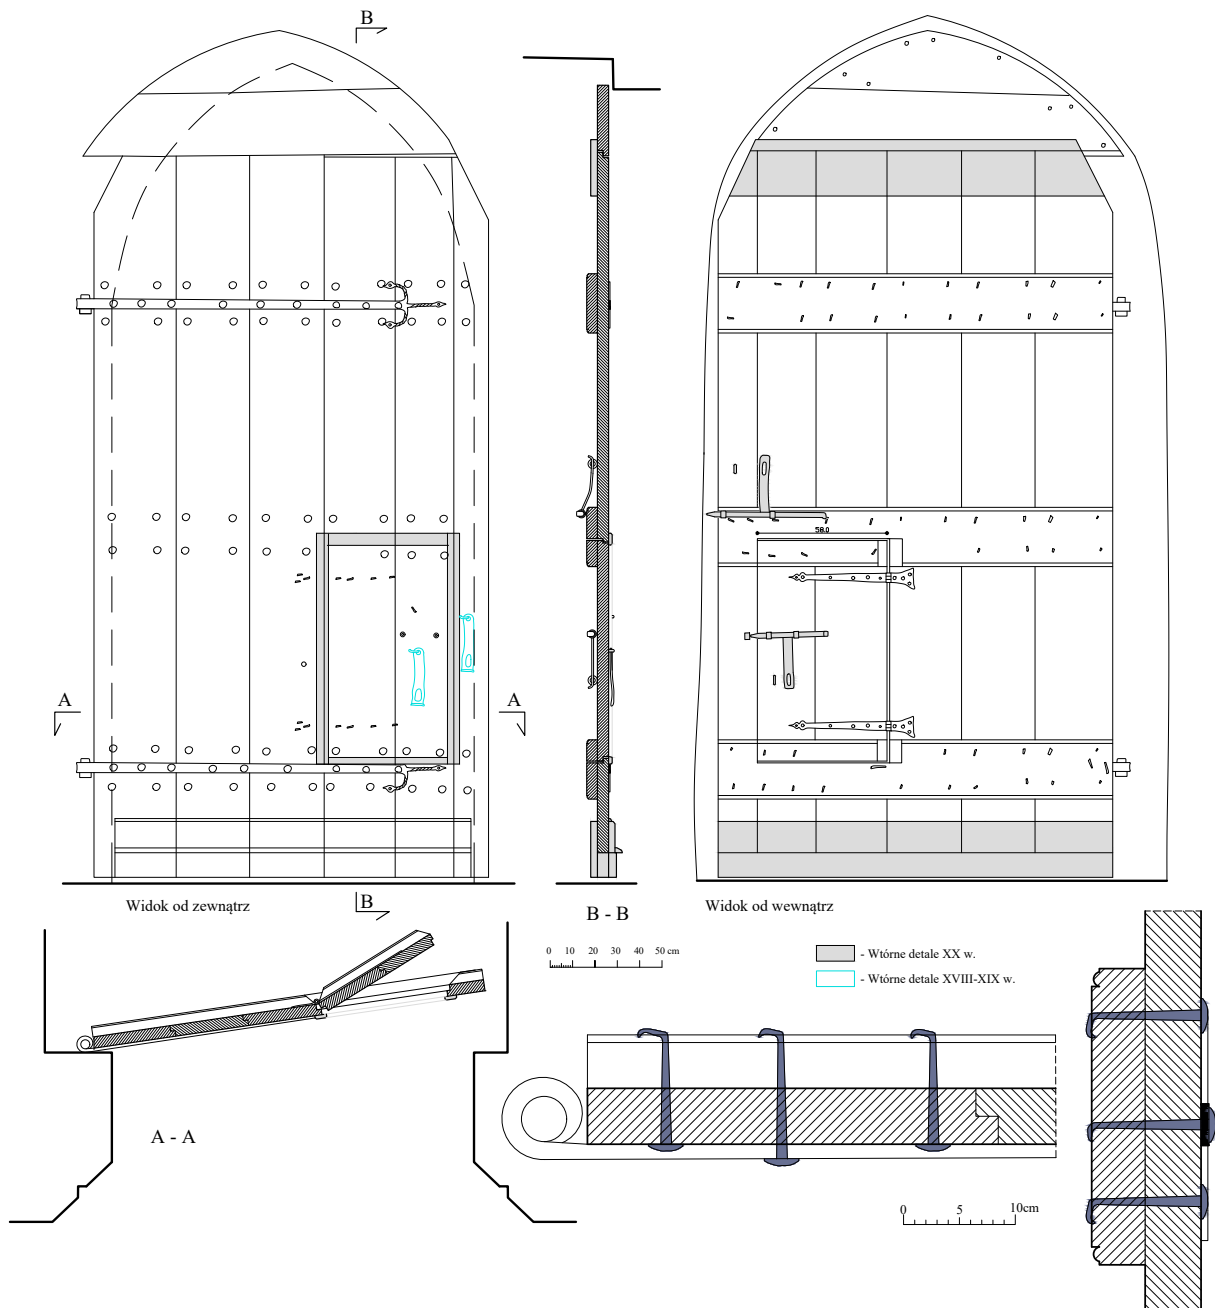 B
A
A
58.0
Widok od zewnątrz
B
B - B
Widok od wewnątrz
0 10 20 30 40 50 cm
- Wtórne detale XX w.
- Wtórne detale XVIII-XIX w.
A - A
0 5 10cm